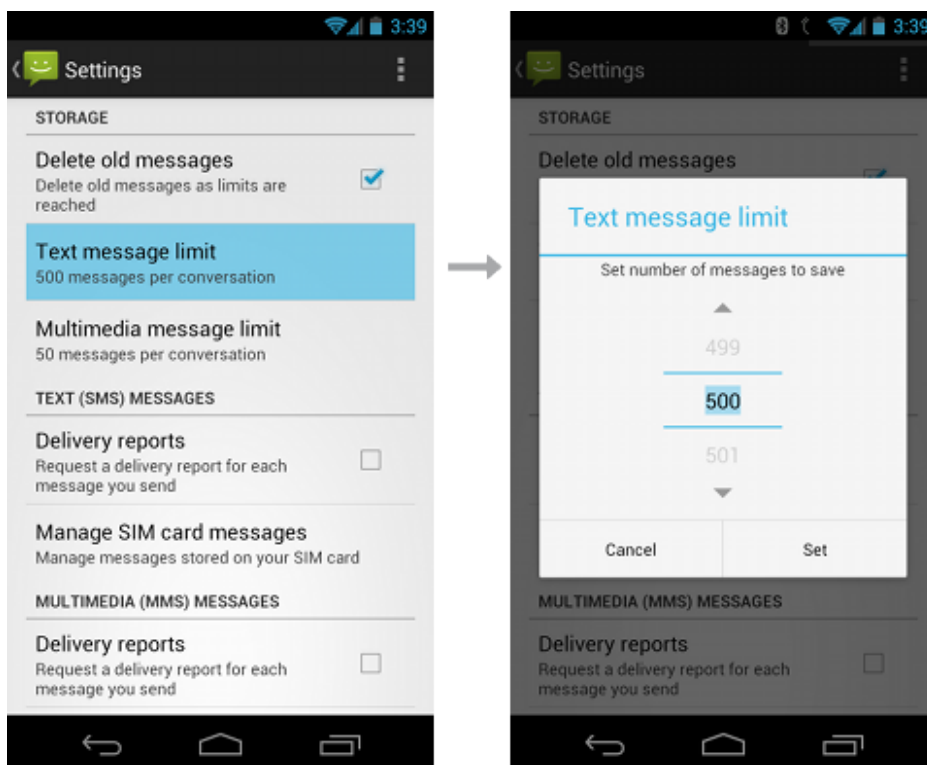 3:39
Settings
STORAGE
Delete old messages
Delete old messages as limits are
reached
Text message limit
500 messages per conversation
Multimedia message limit
50 messages per conversation
TEXT (SMS) MESSAGES
Delivery reports
Request a delivery report for each
message you send
Manage SIM card messages
Manage messages stored on your SIM card
MULTIMEDIA (MMS) MESSAGES
Delivery reports
Request a delivery report for each
message you send
3:39
Settings
STORAGE
Delete old messages
Text message limit
Set number of messages to save
499
500
501
Cancel
Set
MULTIMEDIA (MMS) MESSAGES
Delivery reports
Request a delivery report for each
message you send